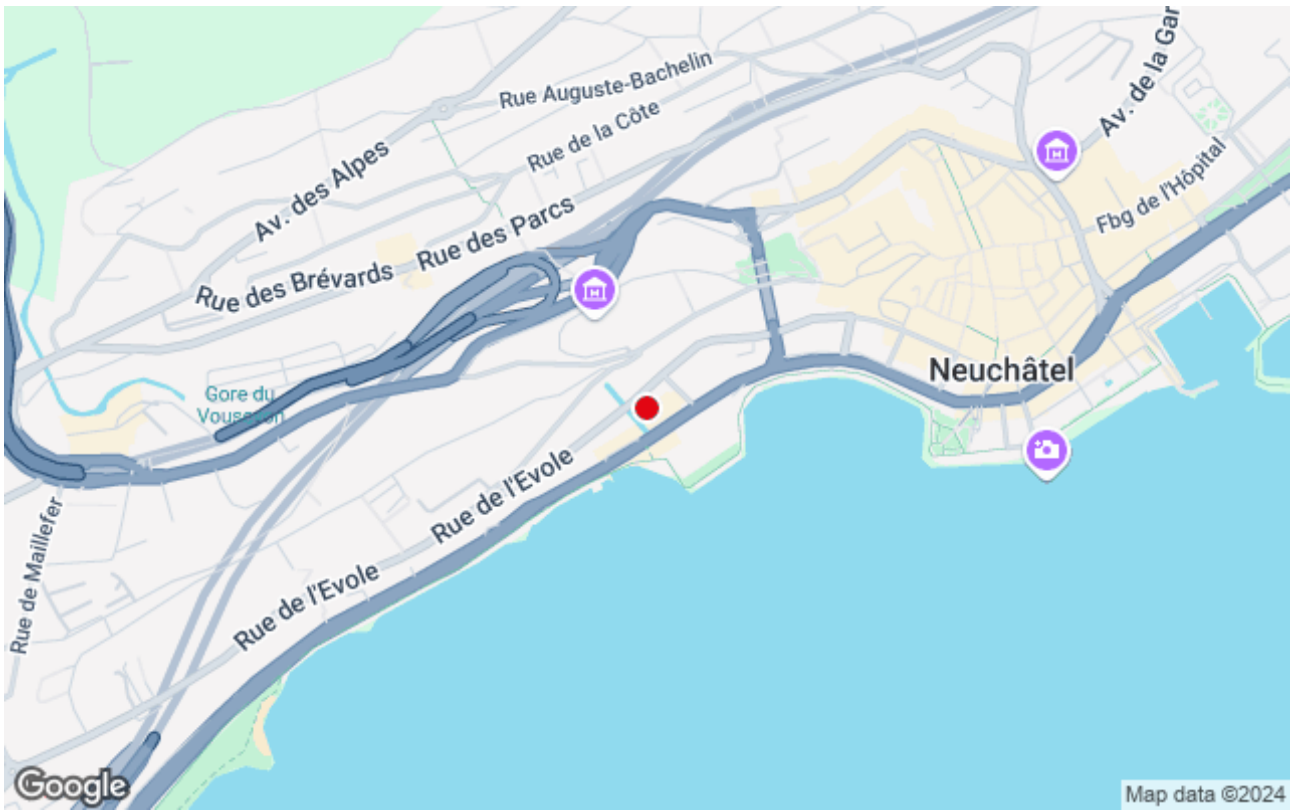 Rue Auguste-Bachelin
Av. de la Gar
Rue de la Côte
Av. des Alpes
Fbg de l'Hôpital
Rue des Parcs
Rue des Brévards
Neuchâtel
Gore du
Vousseyon
Rue de l'Evole
Rue de Maillefer
Rue de l'Evole
Google
Map data ©2024